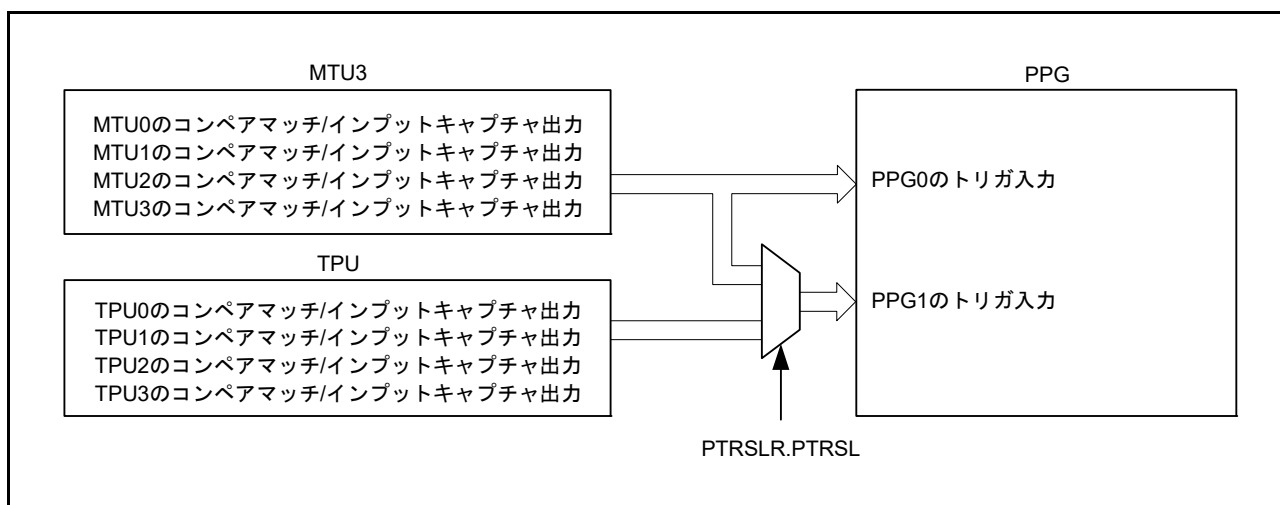 MTU3
MTU0のコンペアマッチ/インプットキャプチャ出力
MTU1のコンペアマッチ/インプットキャプチャ出力
MTU2のコンペアマッチ/インプットキャプチャ出力
MTU3のコンペアマッチ/インプットキャプチャ出力
TPU
TPU0のコンペアマッチ/インプットキャプチャ出力
TPU1のコンペアマッチ/インプットキャプチャ出力
TPU2のコンペアマッチ/インプットキャプチャ出力
TPU3のコンペアマッチ/インプットキャプチャ出力
PTRSLR.PTRSL
PPG
PPG0のトリガ入力
PPG1のトリガ入力